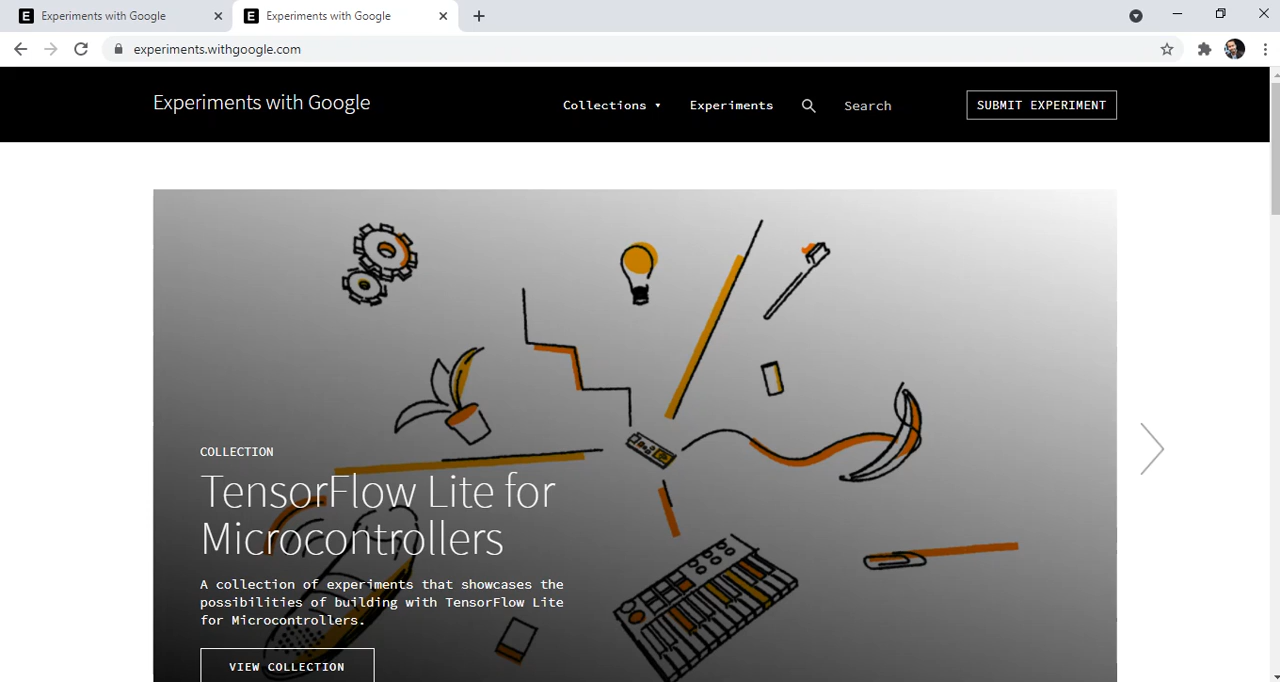 Experiments with Google
Experiments with Google
experiments.withgoogle.com
Experiments with Google
Collections
Experiments
Search
SUBMIT EXPERIMENT
COLLECTION
TensorFlow Lite for
Microcontrollers
A collection of experiments that showcases the
possibilities of building with TensorFlow Lite
for Microcontrollers.
VIEW COLLECTION